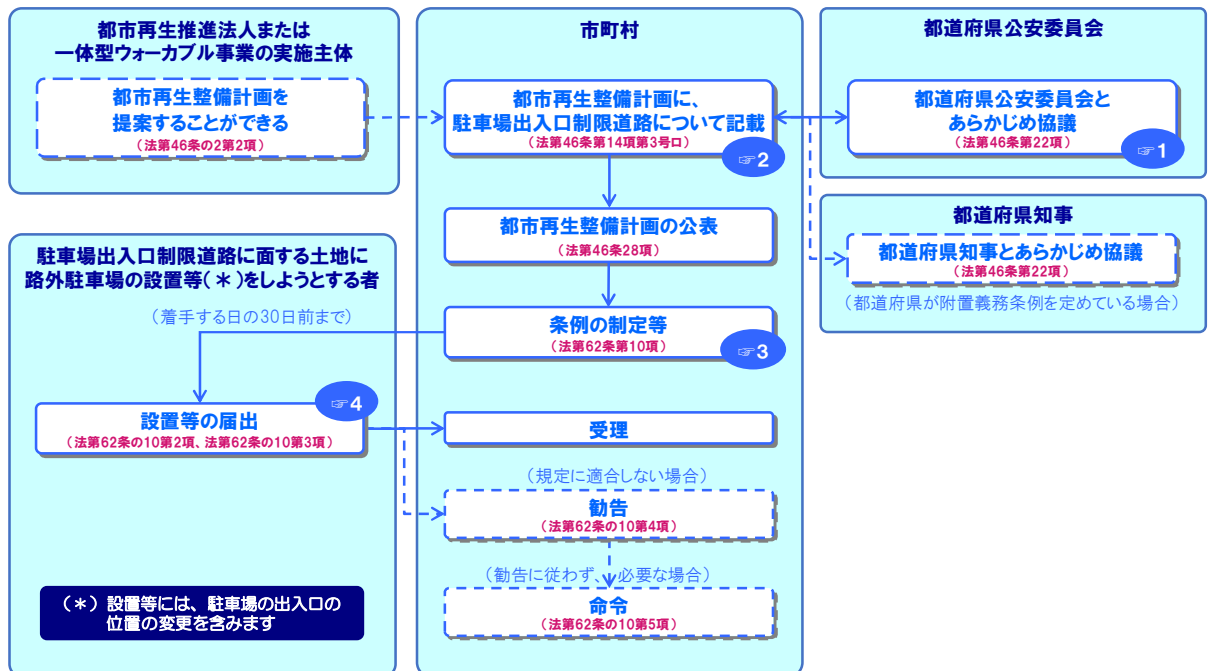 都市再生推進法人または
一体型ウォーカブル事業の実施主体
都市再生整備計画を
提案することができる
(法第46条の2第2項)
市町村
都市再生整備計画に、
駐車場出入口制限道路について記載
(法第46条第14項第3号ロ)
☞2
都道府県公安委員会
都道府県公安委員会と
あらかじめ協議
(法第46条第22項)
☞1
都市再生整備計画の公表
(法第46条28項)
都道府県知事
都道府県知事とあらかじめ協議
(法第46条第22項)
(都道府県が附置義務条例を定めている場合)
駐車場出入口制限道路に面する土地に
路外駐車場の設置等(*)をしようとする者
(着手する日の30日前まで)
条例の制定等
(法第62条第10項)
☞3
☞4
設置等の届出
(法第62条の10第2項、法第62条の10第3項)
受理
(規定に適合しない場合)
勧告
(法第62条の10第4項)
(勧告に従わず、必要な場合)
命令
(法第62条の10第5項)
(*)設置等には、駐車場の出入口の
位置の変更を含みます